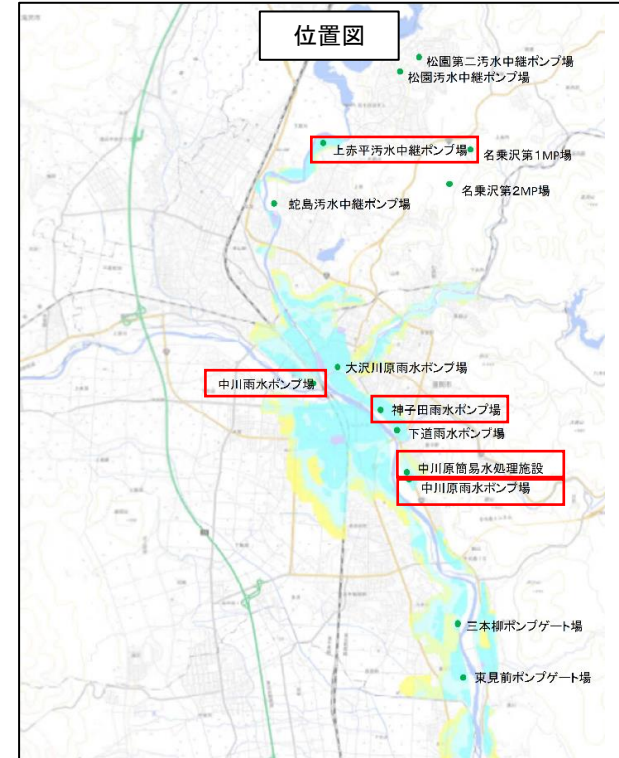 位置図
松園第二汚水中継ポンプ場
松園汚水中継ポンプ場
上赤平汚水中継ポンプ場
名乗沢第1MP場
名乗沢第2MP場
蛇島汚水中継ポンプ場
大沢川原雨水ポンプ場
中川雨水ポンプ場
神子田雨水ポンプ場
下道雨水ポンプ場
中川原簡易水処理施設
中川原雨水ポンプ場
三本柳ポンプゲート場
東見前ポンプゲート場